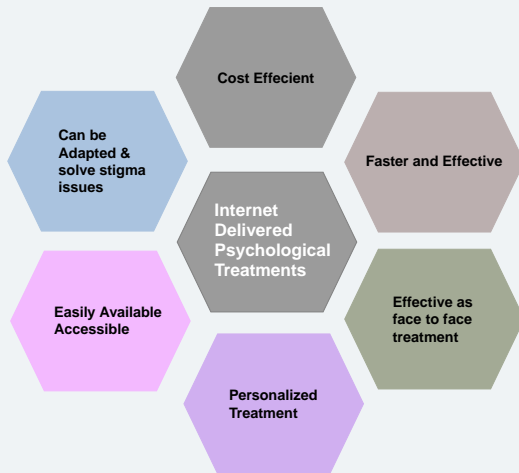 Cost Effecient
Can be
Adapted &
solve stigma
issues
Faster and Effective
Internet
Delivered
Psychological
Treatments
Easily Available
Accessible
Effective as
face to face
treatment
Personalized
Treatment